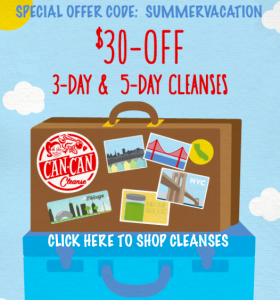 SPECIAL OFFER CODE: SUMMERVACATION
$30-OFF
3-DAY & 5-DAY CLEANSES
CAN-CAN
Cleanse
NYC
Chicago
CLICK HERE TO SHOP CLEANSES